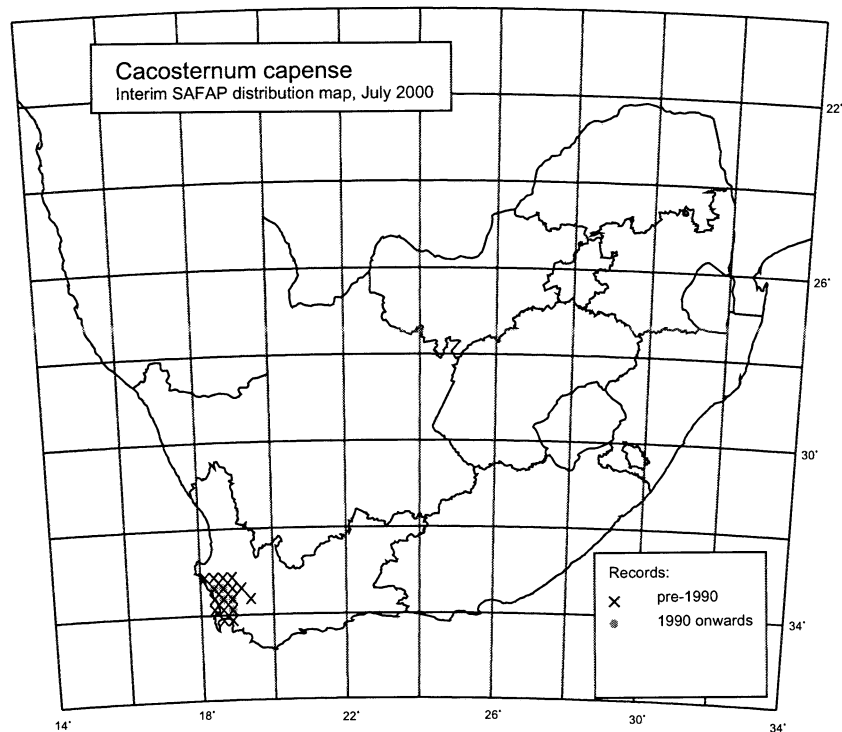 Cacosternum capense
Interim SAFAP distribution map, July 2000
22°
26°
30°
Records:
pre-1990
1990 onwards
34°
14°
18°
22°
26°
30°
34°